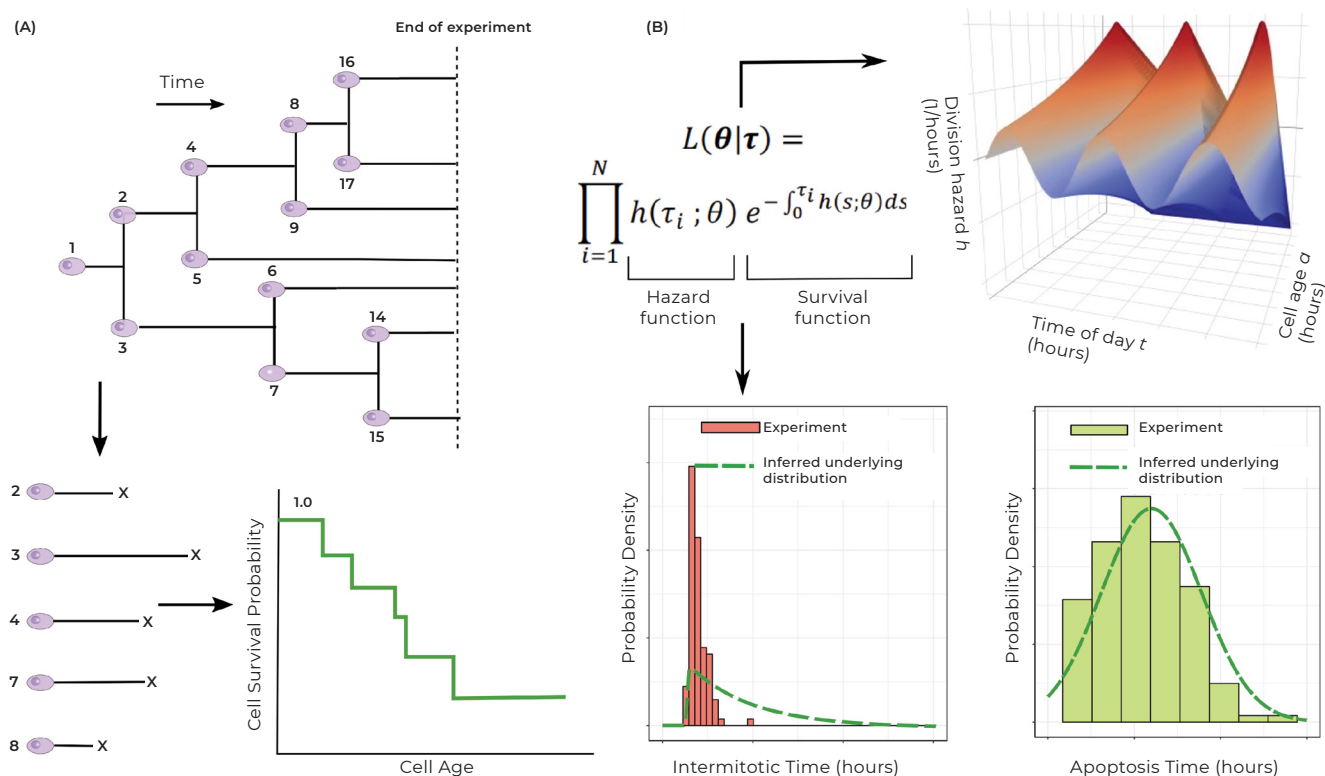 (A)
End of experiment
Time
1
2
3
4
5
6
7
8
9
14
15
16
17
2 X
3 X
4 X
7 X
8 X
1.0
Cell Survival Probability
Cell Age
(B)
L(θ|τ) =
∏ᵢ₌₁ᴺ h(τᵢ ; θ) e^{−∫₀^{τᵢ} h(s;θ)ds}
Hazard
function
Survival
function
Division hazard h
(1/hours)
Time of day t
(hours)
Cell age a
(hours)
Experiment
Inferred underlying
distribution
Probability Density
Intermitotic Time (hours)
Experiment
Inferred underlying
distribution
Probability Density
Apoptosis Time (hours)